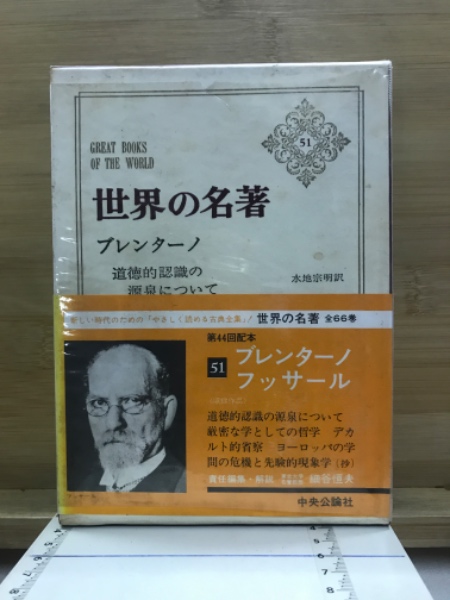 GREAT BOOKS
OF THE WORLD
51
世界の名著
ブレンターノ
道徳的認識の
源泉について
水地宗明訳
新しい時代のための「やさしく読める古典全集」！
世界の名著 全66巻
第44回配本
51
ブレンターノ
フッサール
道徳的認識の源泉について
厳密な学としての哲学 デカ
ルト的省察 ヨーロッパの学
問の危機と先験的現象学（抄）
責任編集・解説
細谷恒夫
中央公論社
5
6
7
8